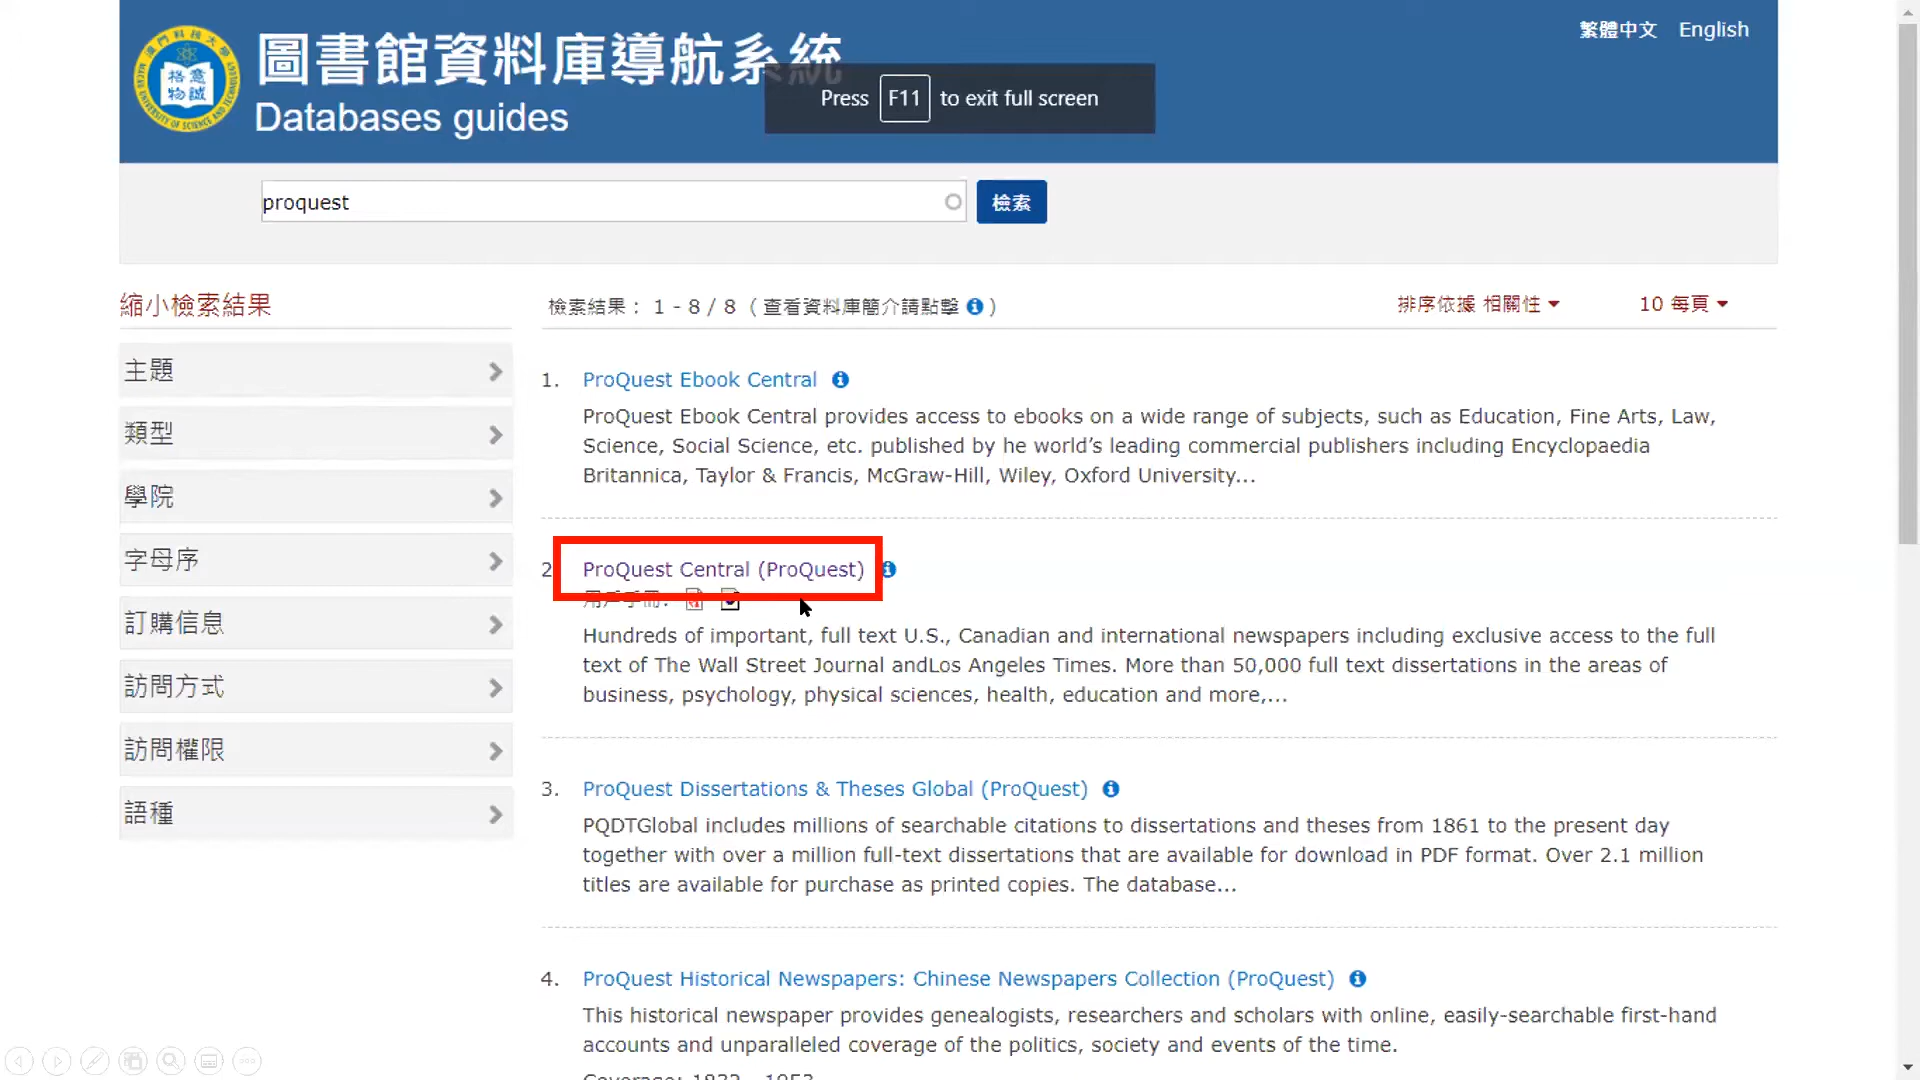 圖書館資料庫導航系統
Databases guides
繁體中文 English
Press F11 to exit full screen
proquest
檢索
縮小檢索結果
主題
類型
學院
字母序
訂購信息
訪問方式
訪問權限
語種
檢索結果： 1 - 8 / 8 （ 查看資料庫簡介請點擊 ）
排序依據 相關性
10 每頁
1. ProQuest Ebook Central
ProQuest Ebook Central provides access to ebooks on a wide range of subjects, such as Education, Fine Arts, Law,
Science, Social Science, etc. published by he world’s leading commercial publishers including Encyclopaedia
Britannica, Taylor & Francis, McGraw-Hill, Wiley, Oxford University...
2 ProQuest Central (ProQuest)
用戶手冊：
Hundreds of important, full text U.S., Canadian and international newspapers including exclusive access to the full
text of The Wall Street Journal andLos Angeles Times. More than 50,000 full text dissertations in the areas of
business, psychology, physical sciences, health, education and more,...
3. ProQuest Dissertations & Theses Global (ProQuest)
PQDTGlobal includes millions of searchable citations to dissertations and theses from 1861 to the present day
together with over a million full-text dissertations that are available for download in PDF format. Over 2.1 million
titles are available for purchase as printed copies. The database...
4. ProQuest Historical Newspapers: Chinese Newspapers Collection (ProQuest)
This historical newspaper provides genealogists, researchers and scholars with online, easily-searchable first-hand
accounts and unparalleled coverage of the politics, society and events of the time.
Coverage: 1832 - 1953